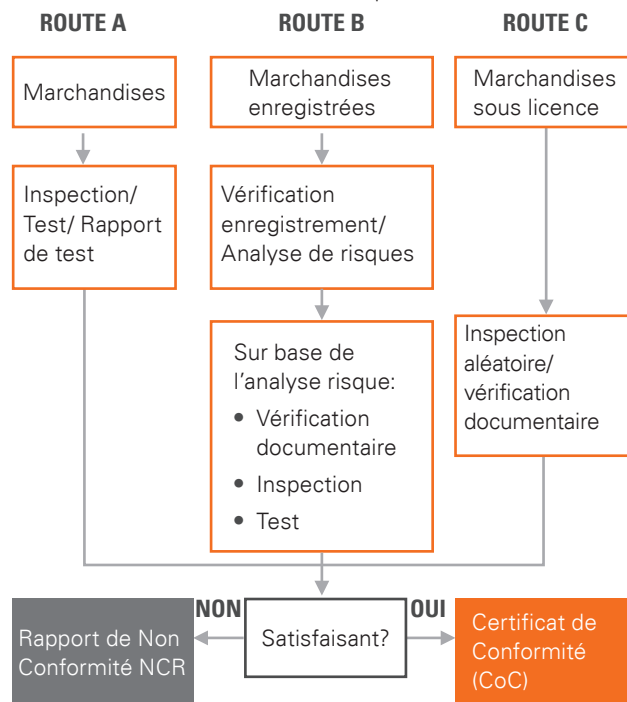 ROUTE A
ROUTE B
ROUTE C
Marchandises
Marchandises
enregistrées
Marchandises
sous licence
Inspection/
Test/ Rapport
de test
Vérification
enregistrement/
Analyse de risques
Sur base de
l’analyse risque:
• Vérification
documentaire
• Inspection
• Test
Inspection
aléatoire/
vérification
documentaire
NON
OUI
Rapport de Non
Conformité NCR
Satisfaisant?
Certificat de
Conformité
(CoC)